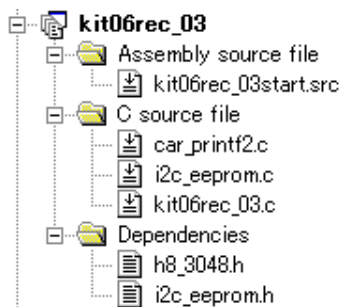 kit06rec_03
Assembly source file
kit06rec_03start.src
C source file
car_printf2.c
i2c_eeprom.c
kit06rec_03.c
Dependencies
h8_3048.h
i2c_eeprom.h